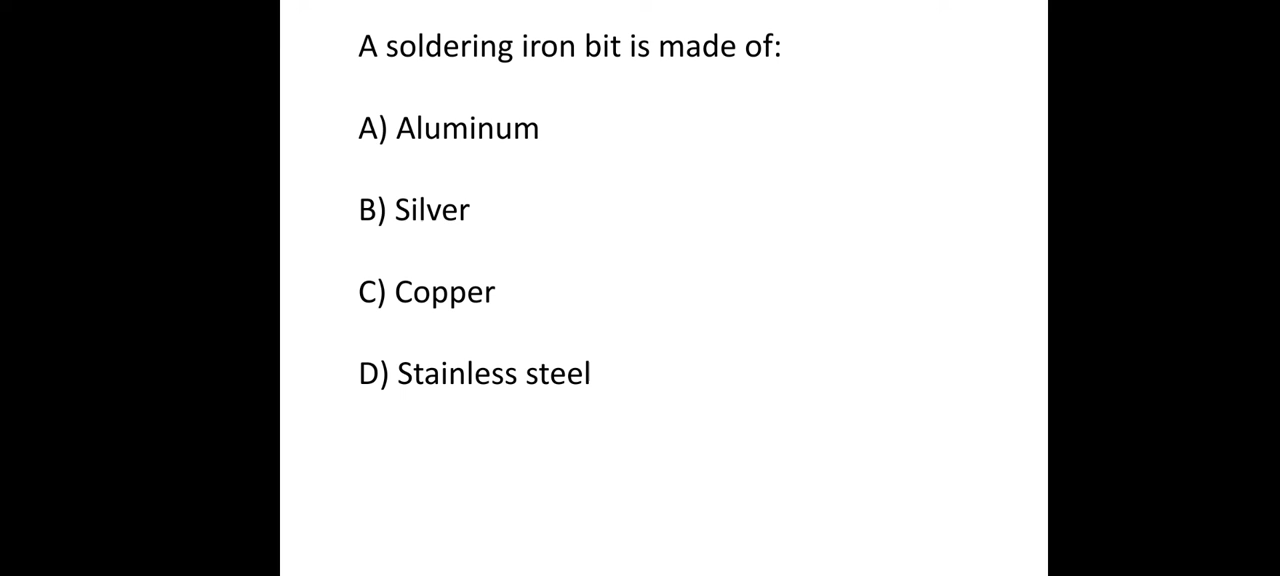 A soldering iron bit is made of:
A) Aluminum
B) Silver
C) Copper
D) Stainless steel